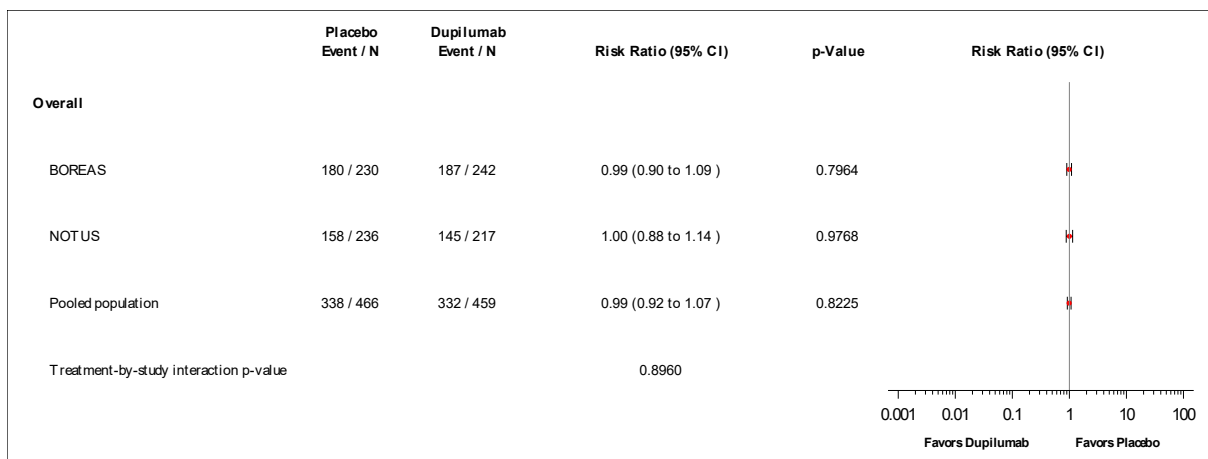 Placebo Dupilumab
Event / N Event / N Risk Ratio (95% CI) p-Value Risk Ratio (95% CI)
Overall
BOREAS 180 / 230 187 / 242 0.99 (0.90 to 1.09 ) 0.7964
NOTUS 158 / 236 145 / 217 1.00 (0.88 to 1.14 ) 0.9768
Pooled population 338 / 466 332 / 459 0.99 (0.92 to 1.07 ) 0.8225
Treatment-by-study interaction p-value 0.8960
0.001 0.01 0.1 1 10 100
Favors Dupilumab Favors Placebo